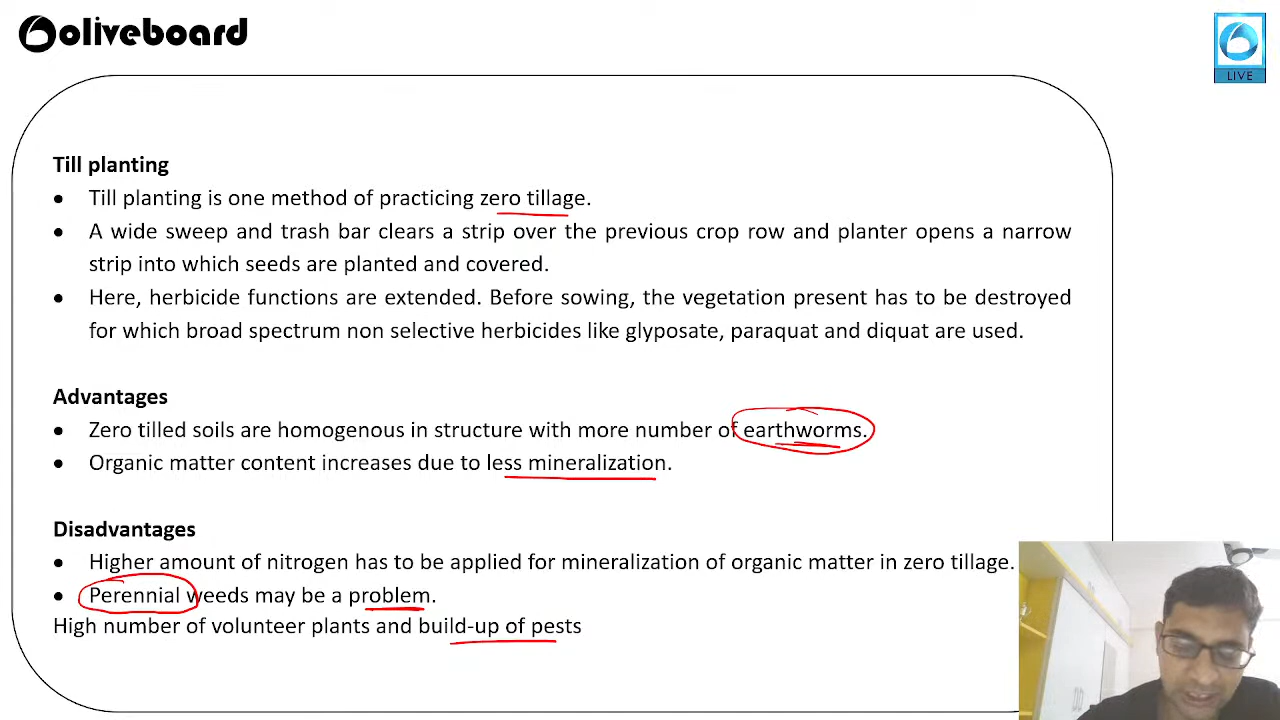 oliveboard
LIVE
Till planting
• Till planting is one method of practicing zero tillage.
• A wide sweep and trash bar clears a strip over the previous crop row and planter opens a narrow
strip into which seeds are planted and covered.
• Here, herbicide functions are extended. Before sowing, the vegetation present has to be destroyed
for which broad spectrum non selective herbicides like glyposate, paraquat and diquat are used.
Advantages
• Zero tilled soils are homogenous in structure with more number of earthworms.
• Organic matter content increases due to less mineralization.
Disadvantages
• Higher amount of nitrogen has to be applied for mineralization of organic matter in zero tillage.
• Perennial weeds may be a problem.
High number of volunteer plants and build-up of pests